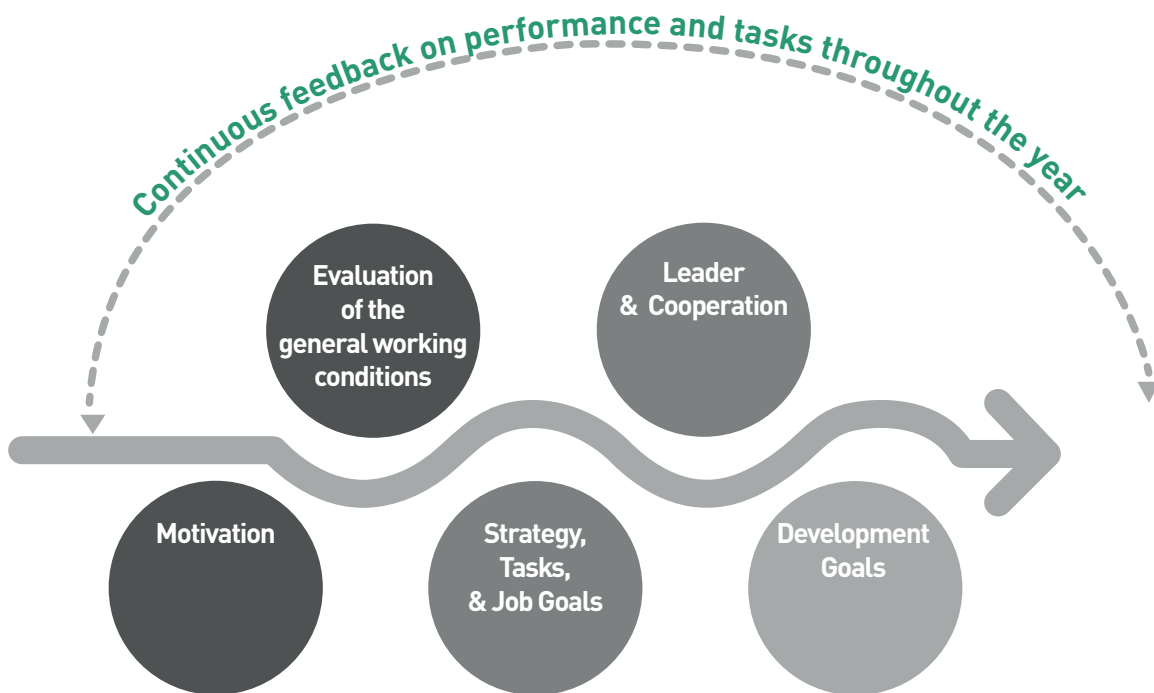 Continuous feedback on performance and tasks throughout the year
Evaluation
of the
general working
conditions
Leader
& Cooperation
Motivation
Strategy,
Tasks,
& Job Goals
Development
Goals